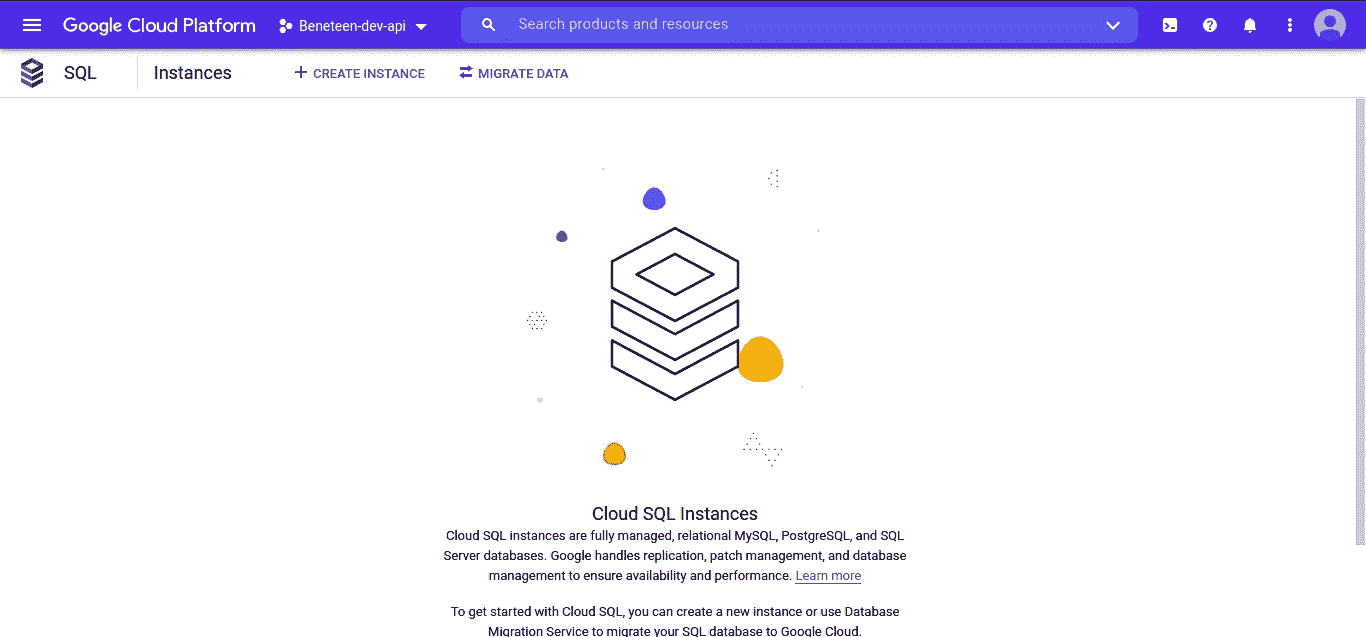 Google Cloud Platform Beneteen-dev-api Search products and resources
SQL Instances CREATE INSTANCE MIGRATE DATA
Cloud SQL Instances
Cloud SQL instances are fully managed, relational MySQL, PostgreSQL, and SQL
Server databases. Google handles replication, patch management, and database
management to ensure availability and performance. Learn more
To get started with Cloud SQL, you can create a new instance or use Database
Migration Service to migrate your SQL database to Google Cloud.